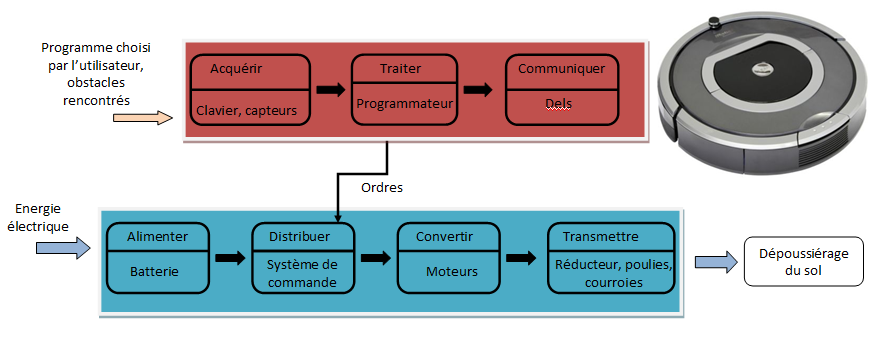 Programme choisi
par l'utilisateur,
obstacles
rencontrés
Acquérir
Clavier, capteurs
Traiter
Programmateur
Communiquer
Dels
Ordres
Energie
électrique
Alimenter
Batterie
Distribuer
Système de
commande
Convertir
Moteurs
Transmettre
Réducteur, poulies,
courroies
Dépoussiérage
du sol